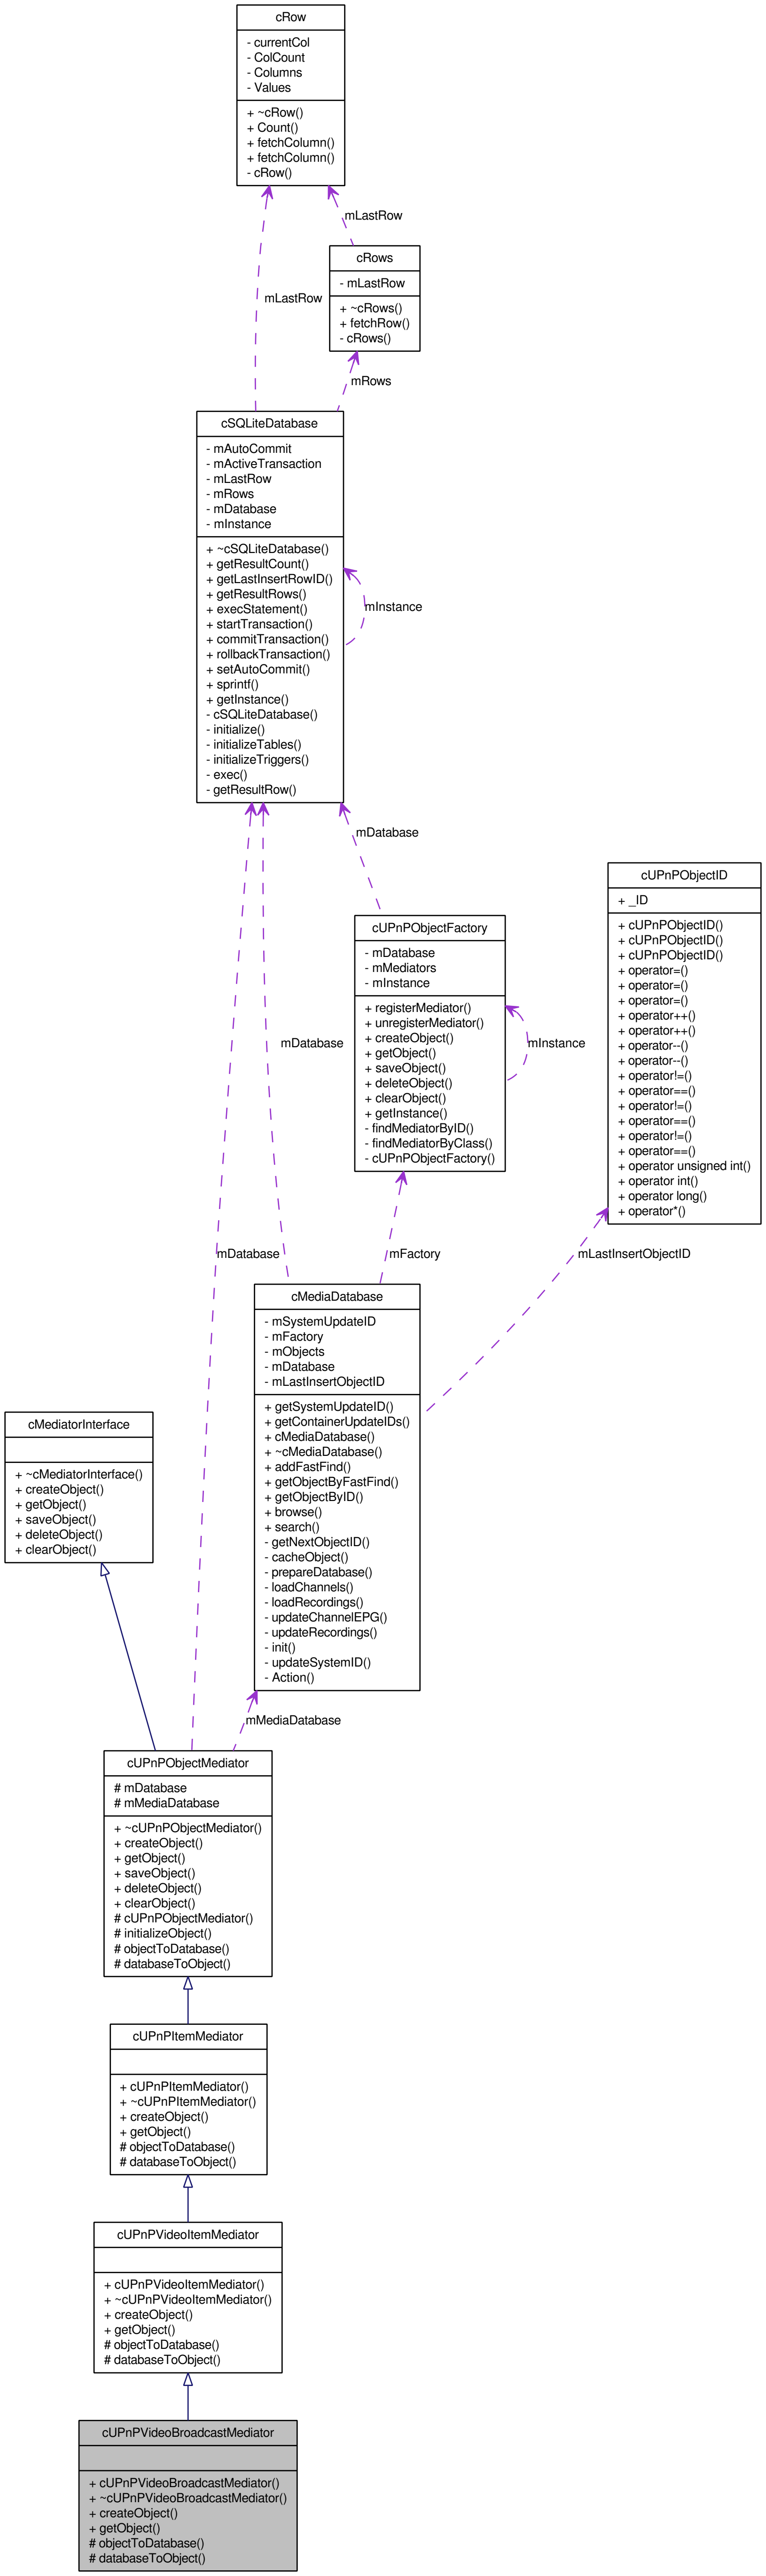 cRow
- currentCol
- ColCount
- Columns
- Values
+ ~cRow()
+ Count()
+ fetchColumn()
+ fetchColumn()
- cRow()
mLastRow
cRows
- mLastRow
+ ~cRows()
+ fetchRow()
- cRows()
mLastRow
mRows
cSQLiteDatabase
- mAutoCommit
- mActiveTransaction
- mLastRow
- mRows
- mDatabase
- mInstance
+ ~cSQLiteDatabase()
+ getResultCount()
+ getLastInsertRowID()
+ getResultRows()
+ execStatement()
+ startTransaction()
+ commitTransaction()
+ rollbackTransaction()
+ setAutoCommit()
+ sprintf()
+ getInstance()
- cSQLiteDatabase()
- initialize()
- initializeTables()
- initializeTriggers()
- exec()
- getResultRow()
mInstance
mDatabase
cUPnPObjectID
+ _ID
+ cUPnPObjectID()
+ cUPnPObjectID()
+ cUPnPObjectID()
+ operator=()
+ operator=()
+ operator=()
+ operator++()
+ operator++()
+ operator--()
+ operator--()
+ operator!=()
+ operator==()
+ operator!=()
+ operator==()
+ operator!=()
+ operator==()
+ operator unsigned int()
+ operator int()
+ operator long()
+ operator*()
cUPnPObjectFactory
- mDatabase
- mMediators
- mInstance
+ registerMediator()
+ unregisterMediator()
+ createObject()
+ getObject()
+ saveObject()
+ deleteObject()
+ clearObject()
+ getInstance()
- findMediatorByID()
- findMediatorByClass()
- cUPnPObjectFactory()
mInstance
mDatabase
mDatabase
mFactory
mLastInsertObjectID
cMediaDatabase
- mSystemUpdateID
- mFactory
- mObjects
- mDatabase
- mLastInsertObjectID
+ getSystemUpdateID()
+ getContainerUpdateIDs()
+ cMediaDatabase()
+ ~cMediaDatabase()
+ addFastFind()
+ getObjectByFastFind()
+ getObjectByID()
+ browse()
+ search()
- getNextObjectID()
- cacheObject()
- prepareDatabase()
- loadChannels()
- loadRecordings()
- updateChannelEPG()
- updateRecordings()
- init()
- updateSystemID()
- Action()
cMediatorInterface
+ ~cMediatorInterface()
+ createObject()
+ getObject()
+ saveObject()
+ deleteObject()
+ clearObject()
mMediaDatabase
cUPnPObjectMediator
# mDatabase
# mMediaDatabase
+ ~cUPnPObjectMediator()
+ createObject()
+ getObject()
+ saveObject()
+ deleteObject()
+ clearObject()
# cUPnPObjectMediator()
# initializeObject()
# objectToDatabase()
# databaseToObject()
cUPnPItemMediator
+ cUPnPItemMediator()
+ ~cUPnPItemMediator()
+ createObject()
+ getObject()
# objectToDatabase()
# databaseToObject()
cUPnPVideoItemMediator
+ cUPnPVideoItemMediator()
+ ~cUPnPVideoItemMediator()
+ createObject()
+ getObject()
# objectToDatabase()
# databaseToObject()
cUPnPVideoBroadcastMediator
+ cUPnPVideoBroadcastMediator()
+ ~cUPnPVideoBroadcastMediator()
+ createObject()
+ getObject()
# objectToDatabase()
# databaseToObject()